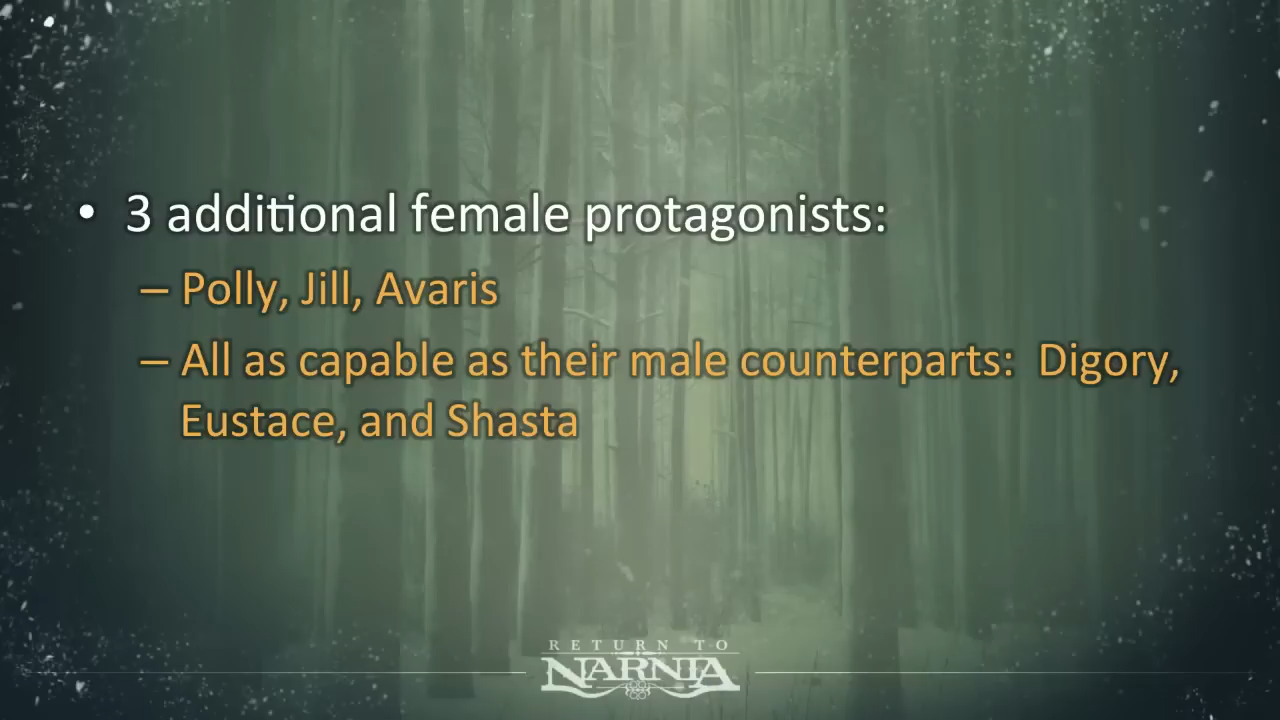 • 3 additional female protagonists:
– Polly, Jill, Avaris
– All as capable as their male counterparts: Digory,
Eustace, and Shasta
RETURN TO
NARNIA